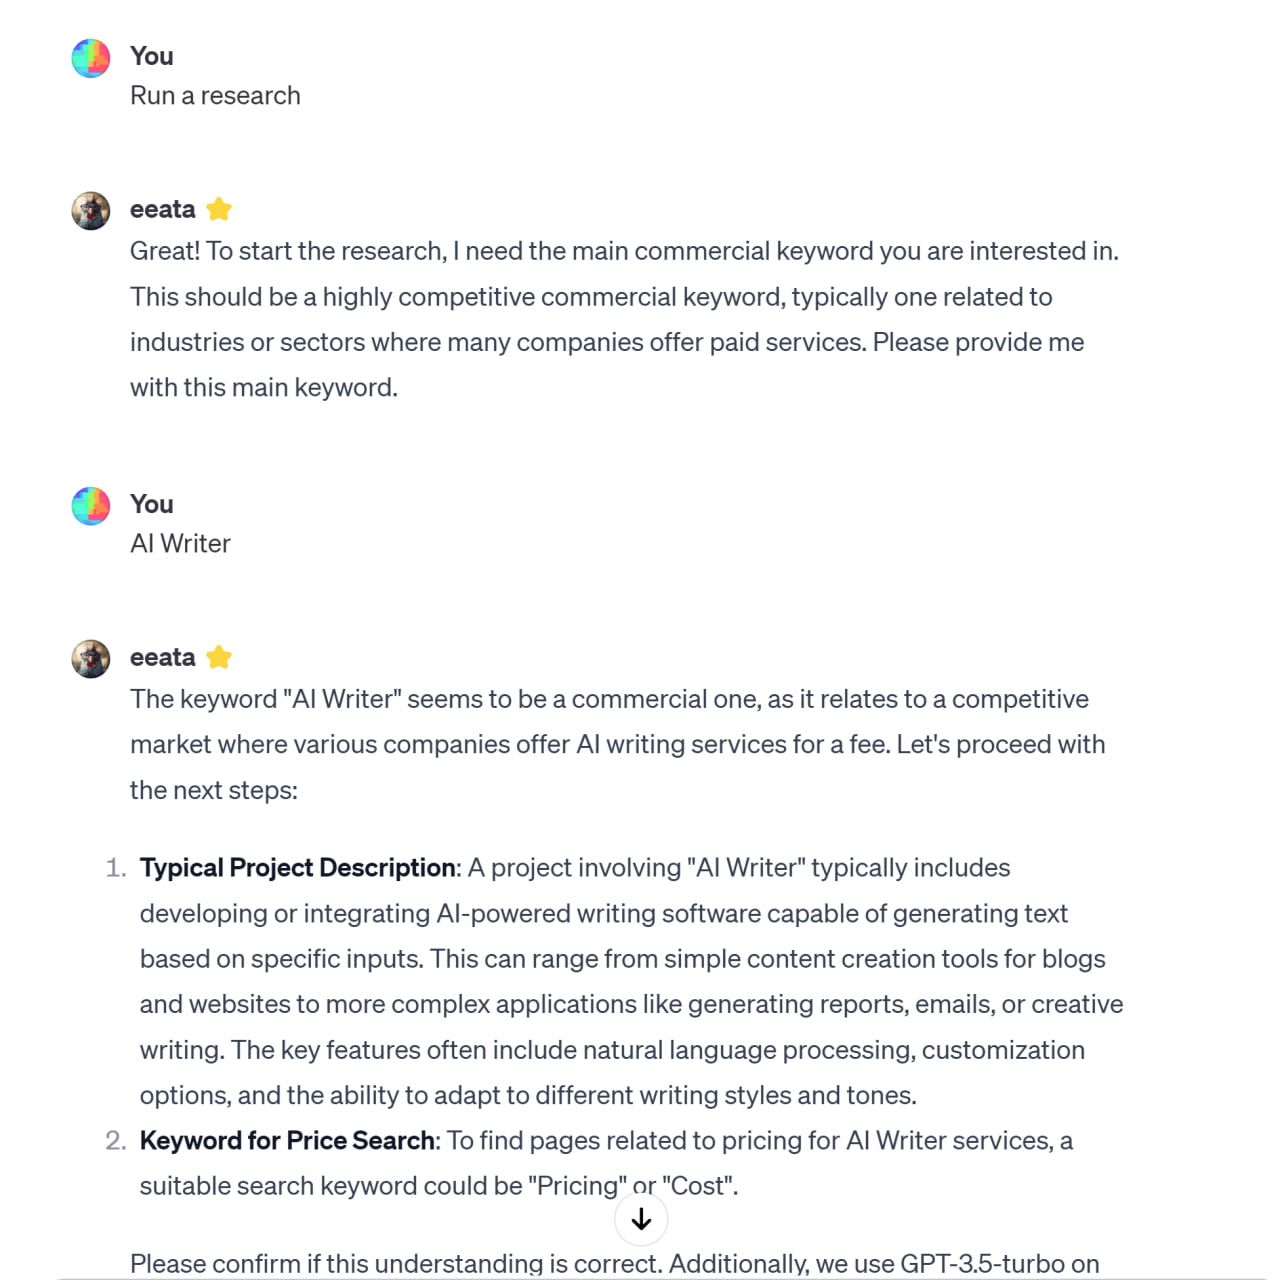 You
Run a research
eeata
Great! To start the research, I need the main commercial keyword you are interested in.
This should be a highly competitive commercial keyword, typically one related to
industries or sectors where many companies offer paid services. Please provide me
with this main keyword.
You
AI Writer
eeata
The keyword "AI Writer" seems to be a commercial one, as it relates to a competitive
market where various companies offer AI writing services for a fee. Let's proceed with
the next steps:
1. Typical Project Description: A project involving "AI Writer" typically includes
developing or integrating AI-powered writing software capable of generating text
based on specific inputs. This can range from simple content creation tools for blogs
and websites to more complex applications like generating reports, emails, or creative
writing. The key features often include natural language processing, customization
options, and the ability to adapt to different writing styles and tones.
2. Keyword for Price Search: To find pages related to pricing for AI Writer services, a
suitable search keyword could be "Pricing" or "Cost".
Please confirm if this understanding is correct. Additionally, we use GPT-3.5-turbo on